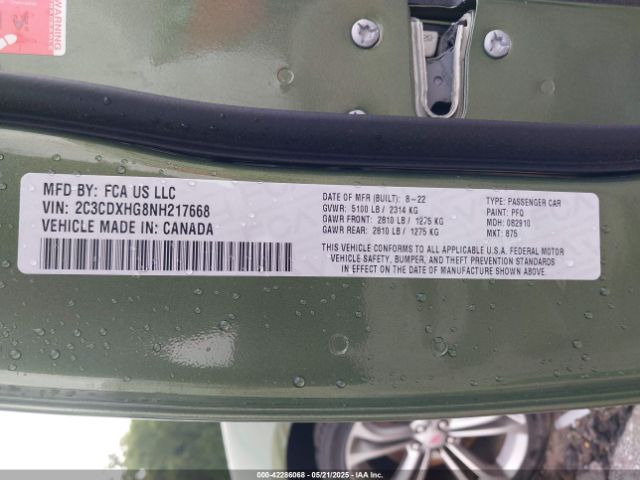 WARNING
MFD BY: FCA US LLC
VIN: 2C3CDXHG8NH217668
VEHICLE MADE IN: CANADA
DATE OF MFR (BUILT): 8-22
GVWR: 5100 LB / 2314 KG
GAWR FRONT: 2810 LB / 1275 KG
GAWR REAR: 2810 LB / 1275 KG
TYPE: PASSENGER CAR
PAINT: PFQ
MDH: 082910
MKT: 875
THIS VEHICLE CONFORMS TO ALL APPLICABLE U.S.A. FEDERAL MOTOR
VEHICLE SAFETY, BUMPER, AND THEFT PREVENTION STANDARDS
IN EFFECT ON THE DATE OF MANUFACTURE SHOWN ABOVE.
000-42286068 - 05/21/2025 - IAA Inc.